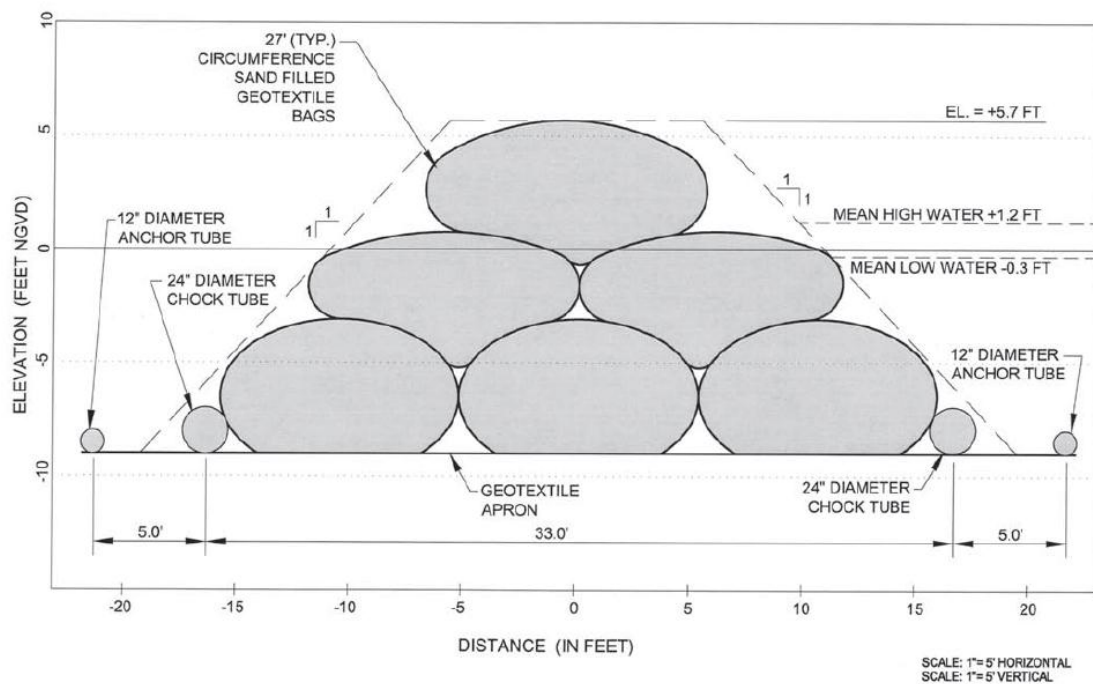 10
27' (TYP.)
CIRCUMFERENCE
SAND FILLED
GEOTEXTILE
BAGS
EL. = +5.7 FT
5
1
1
1
1
12" DIAMETER
ANCHOR TUBE
MEAN HIGH WATER +1.2 FT
0
MEAN LOW WATER -0.3 FT
24" DIAMETER
CHOCK TUBE
ELEVATION (FEET NGVD)
-5
12" DIAMETER
ANCHOR TUBE
-10
GEOTEXTILE
APRON
24" DIAMETER
CHOCK TUBE
5.0'
33.0'
5.0'
-20
-15
-10
-5
0
5
10
15
20
DISTANCE (IN FEET)
SCALE: 1"= 5' HORIZONTAL
SCALE: 1"= 5' VERTICAL